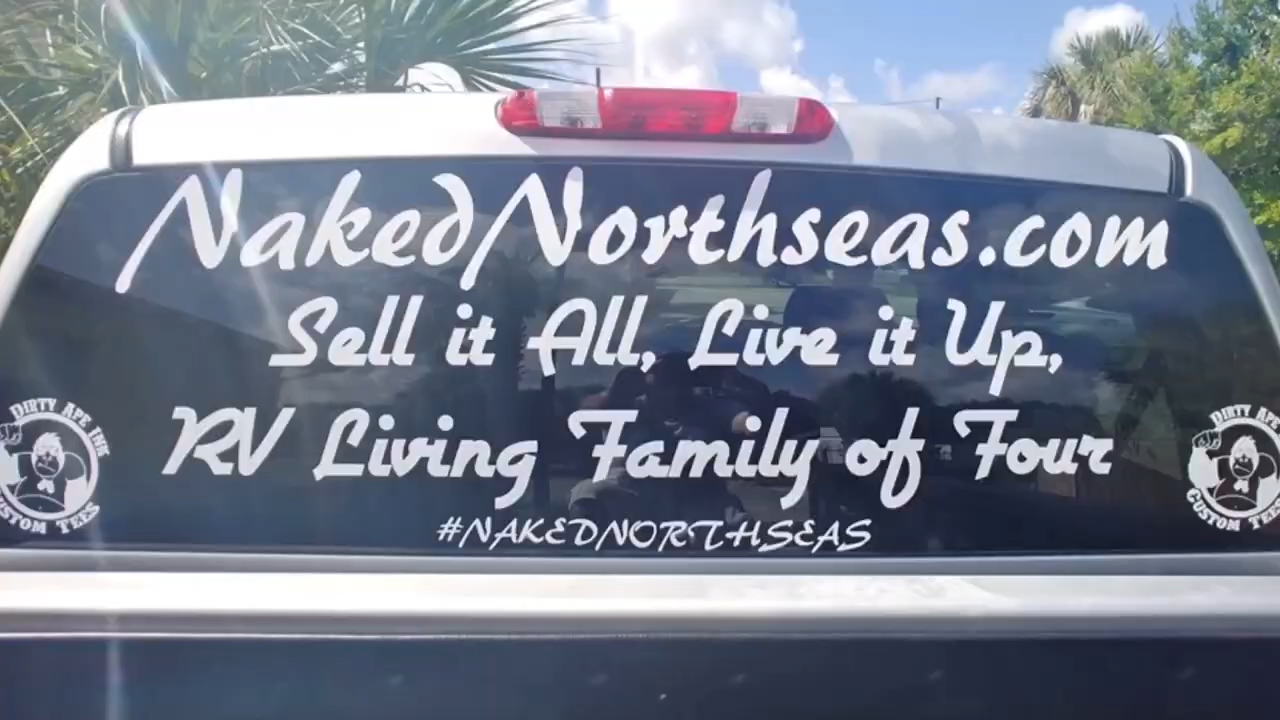 NakedNorthseas.com
Sell it All, Live it Up,
RV Living Family of Four
#NAKEDNORTHSEAS
DIRTY APE INK
CUSTOM TEES
DIRTY APE
CUSTOM TEES